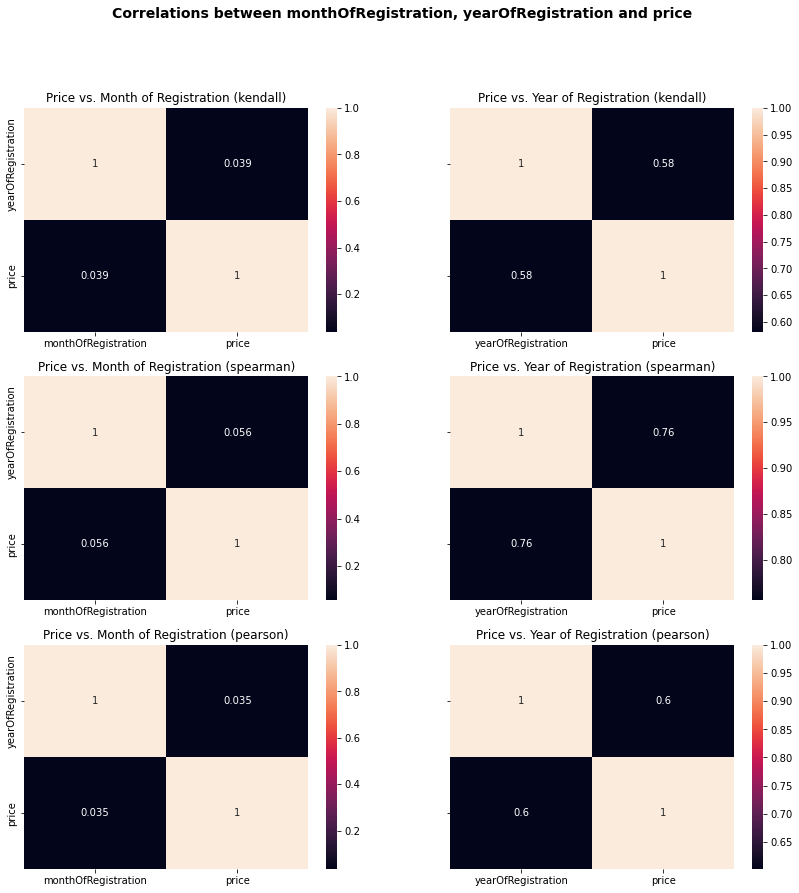 Correlations between monthOfRegistration, yearOfRegistration and price
Price vs. Month of Registration (kendall)
yearOfRegistration
price
1
0.039
0.039
1
monthOfRegistration
price
1.0
0.8
0.6
0.4
0.2
Price vs. Year of Registration (kendall)
1
0.58
0.58
1
yearOfRegistration
price
1.00
0.95
0.90
0.85
0.80
0.75
0.70
0.65
0.60
Price vs. Month of Registration (spearman)
yearOfRegistration
price
1
0.056
0.056
1
monthOfRegistration
price
1.0
0.8
0.6
0.4
0.2
Price vs. Year of Registration (spearman)
1
0.76
0.76
1
yearOfRegistration
price
1.00
0.95
0.90
0.85
0.80
Price vs. Month of Registration (pearson)
yearOfRegistration
price
1
0.035
0.035
1
monthOfRegistration
price
1.0
0.8
0.6
0.4
0.2
Price vs. Year of Registration (pearson)
1
0.6
0.6
1
yearOfRegistration
price
1.00
0.95
0.90
0.85
0.80
0.75
0.70
0.65